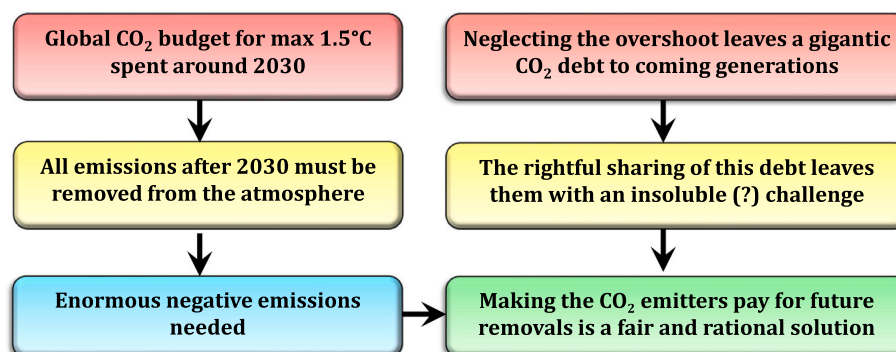 Global CO₂ budget for max 1.5°C
spent around 2030
All emissions after 2030 must be
removed from the atmosphere
Enormous negative emissions
needed
Neglecting the overshoot leaves a gigantic
CO₂ debt to coming generations
The rightful sharing of this debt leaves
them with an insoluble (?) challenge
Making the CO₂ emitters pay for future
removals is a fair and rational solution